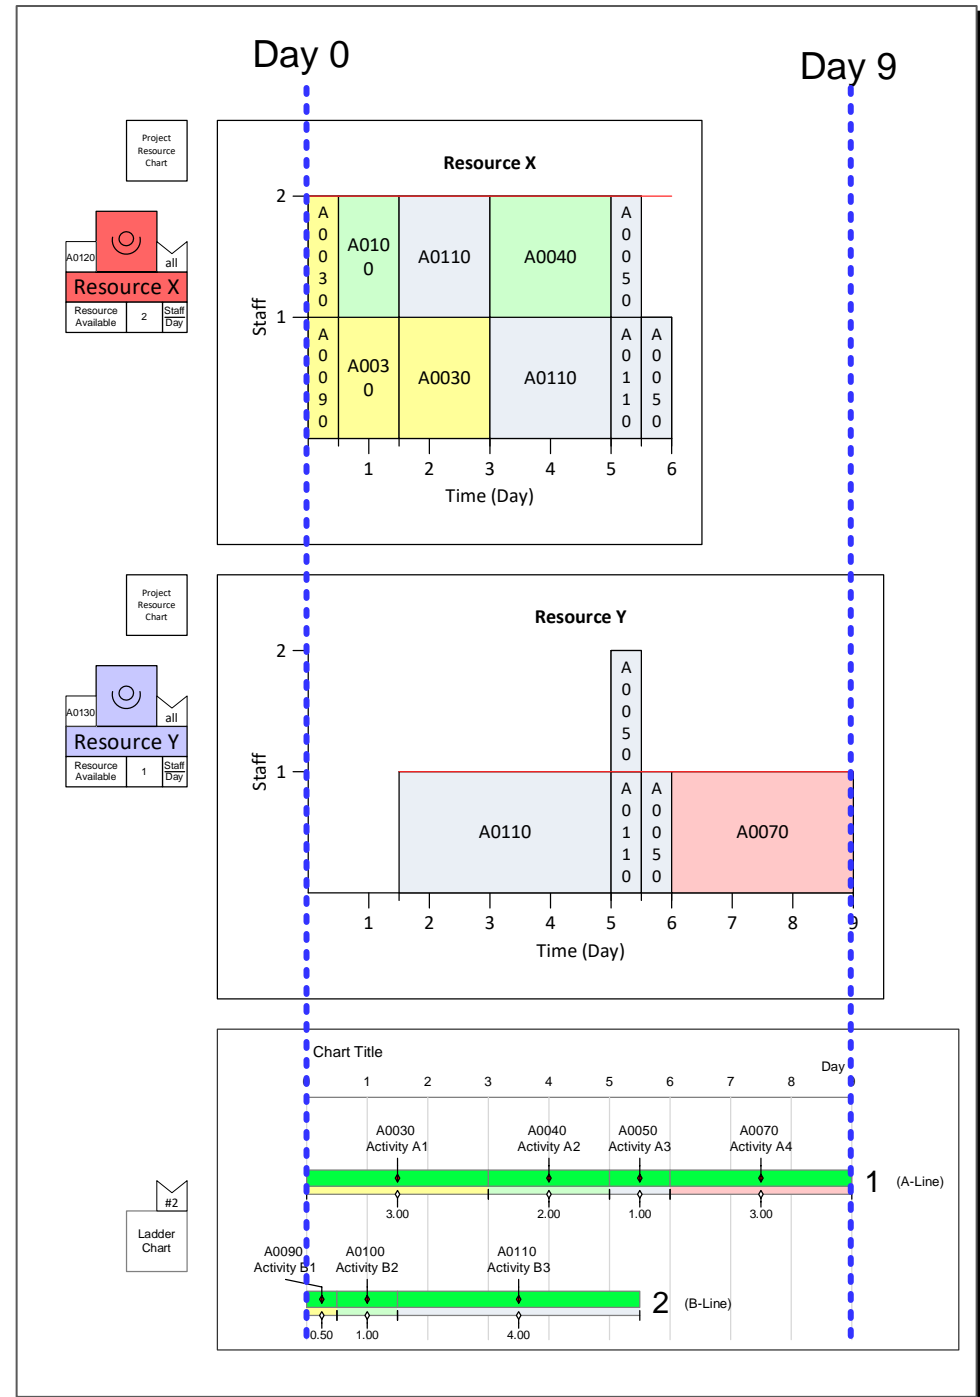 Day 0
Day 9
Project
Resource
Chart
Resource X
A0120
all
Resource X
Resource
Available
2
Staff
Day
Staff
2
1
A0030
A0100
A0110
A0040
A0050
A0090
A0030
A0030
A0110
A0110
A0050
1 2 3 4 5 6
Time (Day)
Project
Resource
Chart
Resource Y
A0130
all
Resource Y
Resource
Available
1
Staff
Day
Staff
2
1
A0050
A0110
A0110
A0050
A0070
1 2 3 4 5 6 7 8 9
Time (Day)
Chart Title
Day
1 2 3 4 5 6 7 8
A0030
Activity A1
A0040
Activity A2
A0050
Activity A3
A0070
Activity A4
1 (A-Line)
3.00 2.00 1.00 3.00
#2
Ladder
Chart
A0090
Activity B1
A0100
Activity B2
A0110
Activity B3
2 (B-Line)
0.50 1.00 4.00